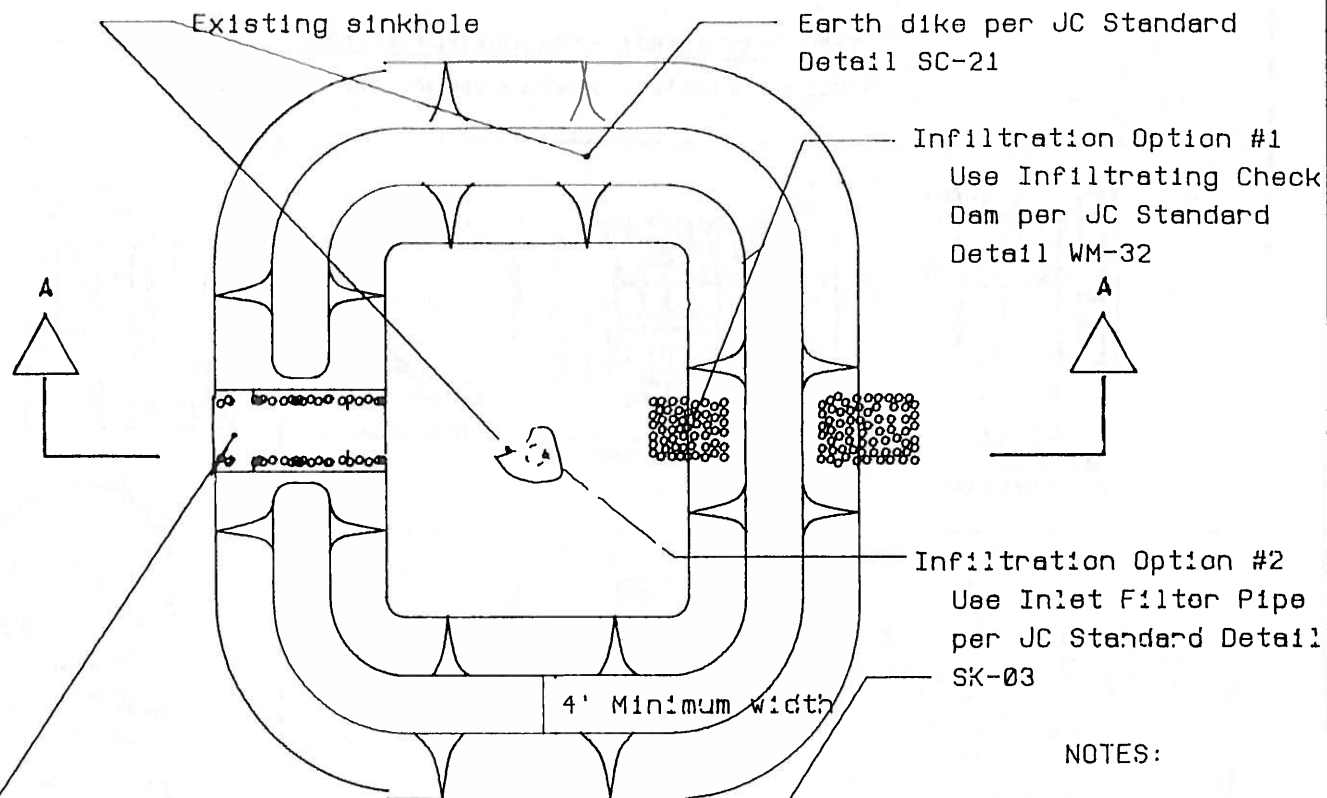 Existing sinkhole
Earth dike per JC Standard
Detail SC-21
Infiltration Option #1
Use Infiltrating Check
Dam per JC Standard
Detail WM-32
A
A
Infiltration Option #2
Use Inlet Filter Pipe
per JC Standard Detail
SK-03
4' Minimum width
NOTES: